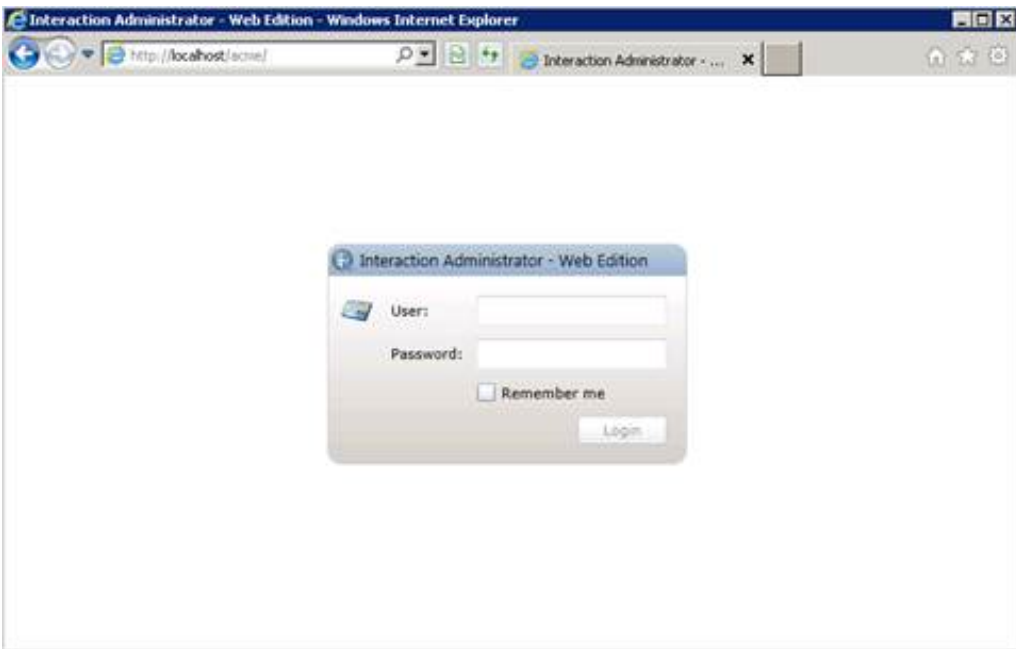 Interaction Administrator - Web Edition - Windows Internet Explorer
http://localhost/acme/
Interaction Administrator - ...
Interaction Administrator - Web Edition
User:
Password:
Remember me
Login